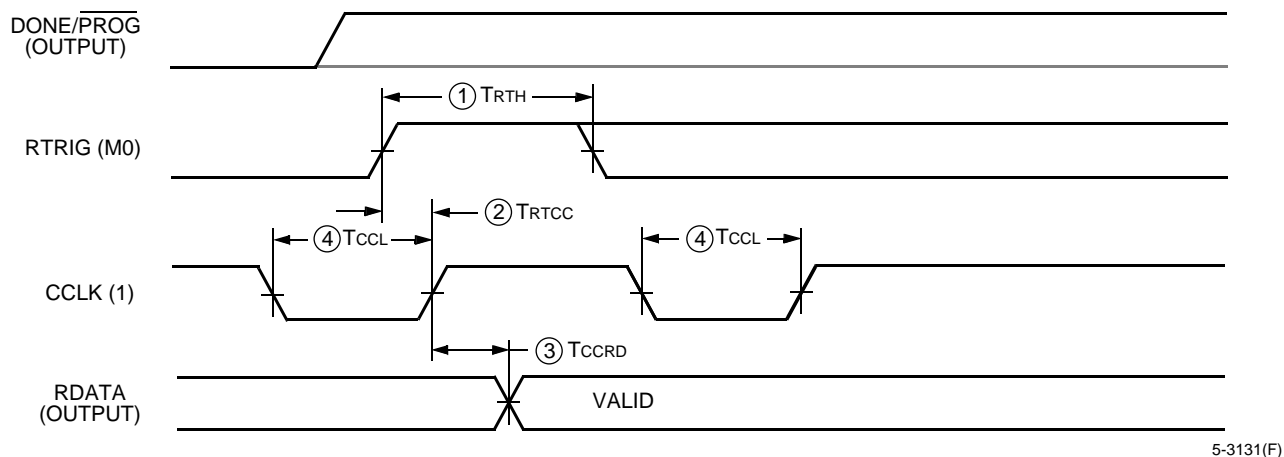 DONE/PROG
(OUTPUT)
① TRTH
RTRIG (M0)
② TRTCC
④ TCCL
④ TCCL
CCLK (1)
③ TCCRD
RDATA
(OUTPUT)
VALID
5-3131(F)